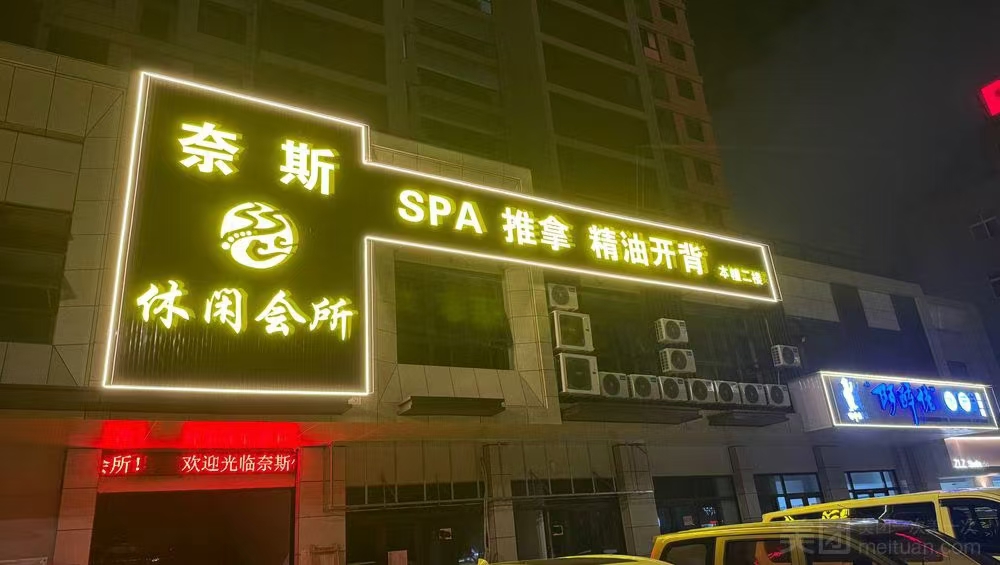 奈斯
休闲会所
SPA 推拿 精油开背 本楼二楼
会所! 欢迎光临奈斯
美团
meituan.com